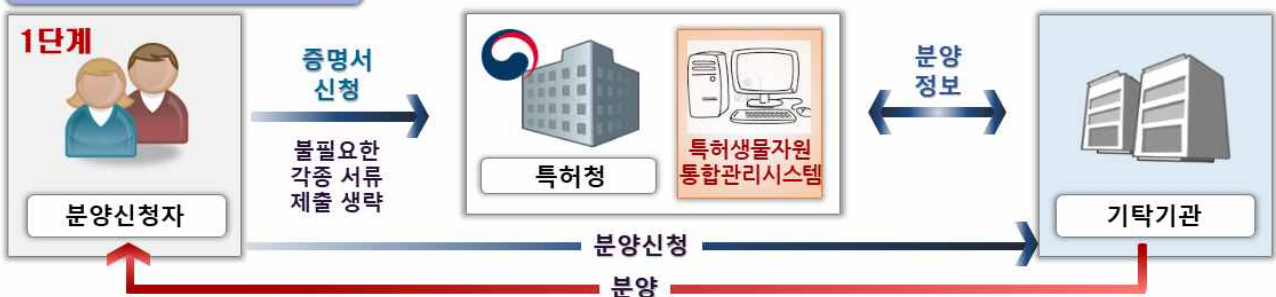 1단계
분양신청자
증명서
신청
불필요한
각종 서류
제출 생략
특허청
특허생물자원
통합관리시스템
분양
정보
기탁기관
분양신청
분양